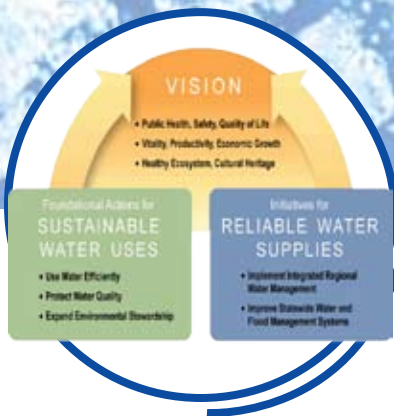 VISION
• Public Health, Safety, Quality of Life
• Vitality, Productivity, Economic Growth
• Healthy Ecosystem, Cultural Heritage
Foundational Actions for
SUSTAINABLE
WATER USES
• Use Water Efficiently
• Protect Water Quality
• Expand Environmental Stewardship
Initiatives for
RELIABLE WATER
SUPPLIES
• Implement Integrated Regional
Water Management
• Improve Statewide Water and
Flood Management Systems